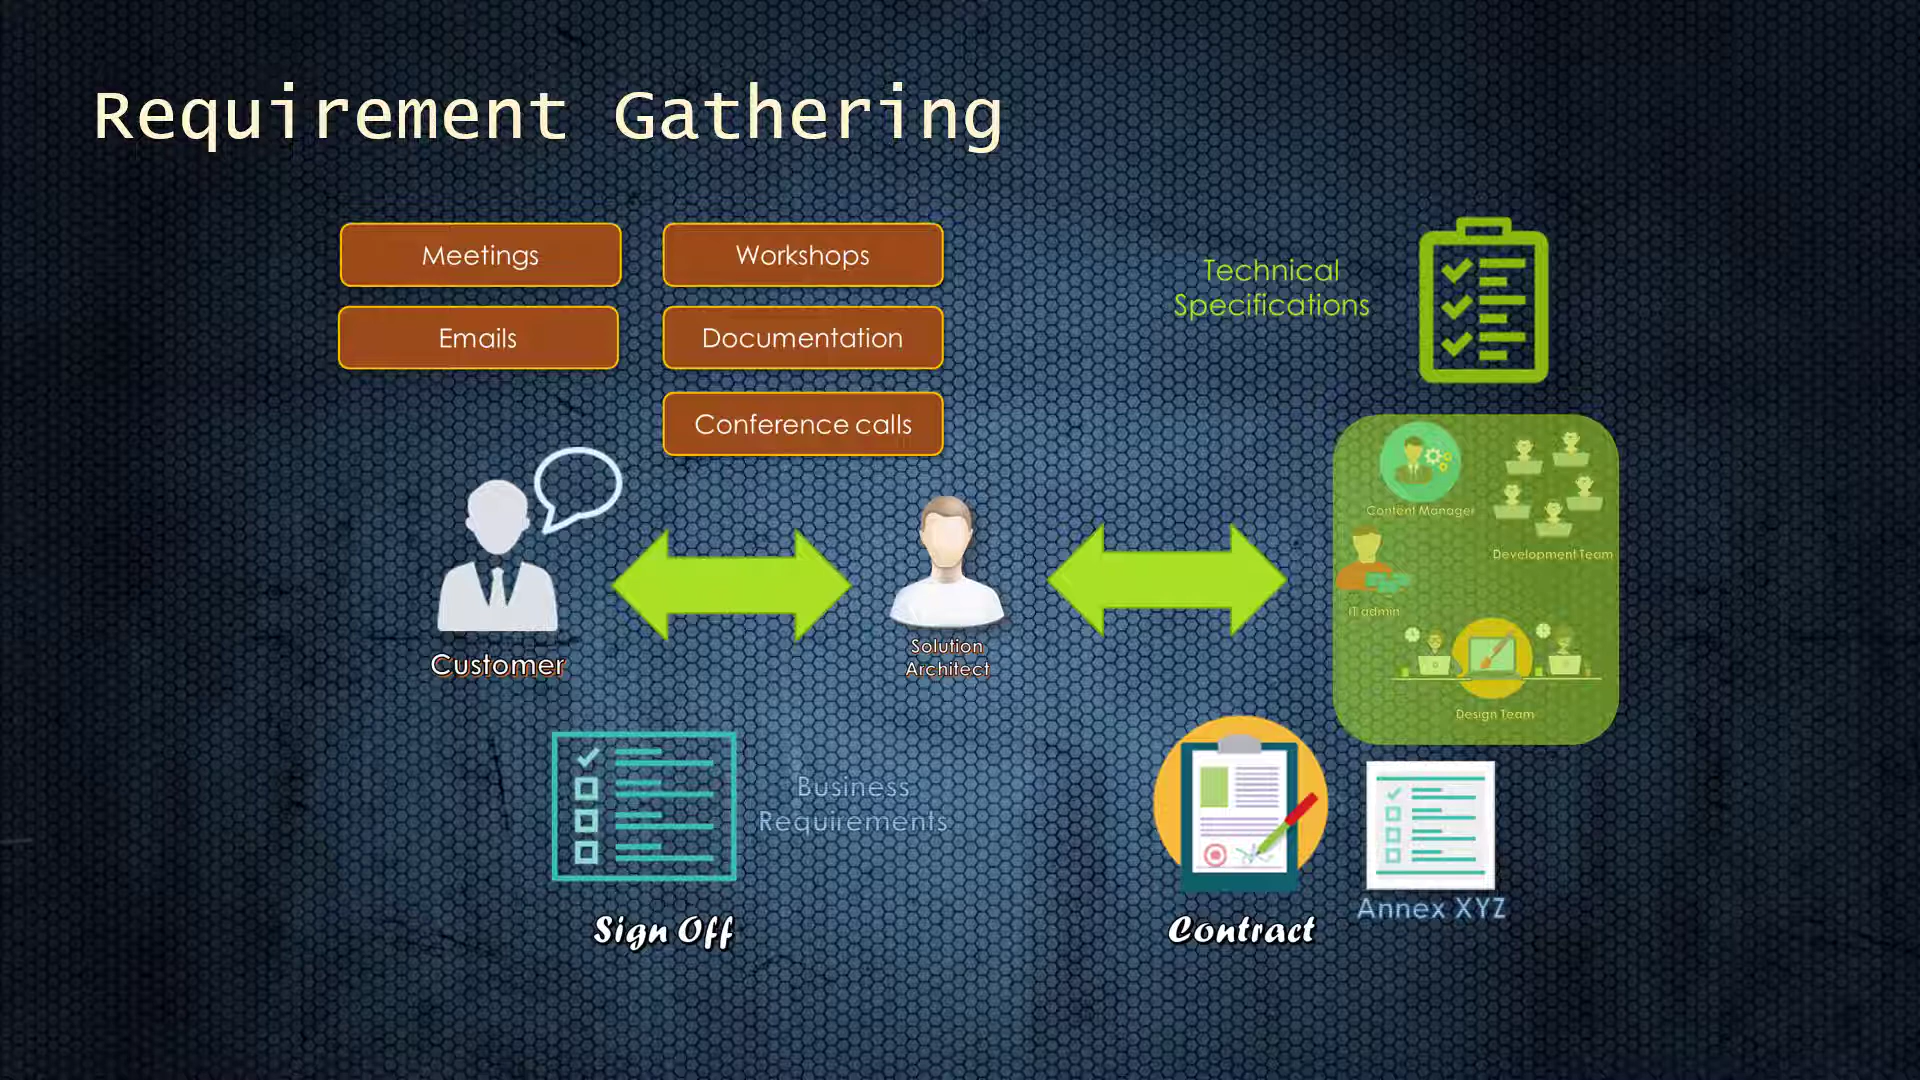 Requirement Gathering
Meetings
Workshops
Emails
Documentation
Conference calls
Technical
Specifications
Content Manager
Development Team
IT admin
Design Team
Customer
Solution
Architect
Business
Requirements
Sign Off
Contract
Annex XYZ